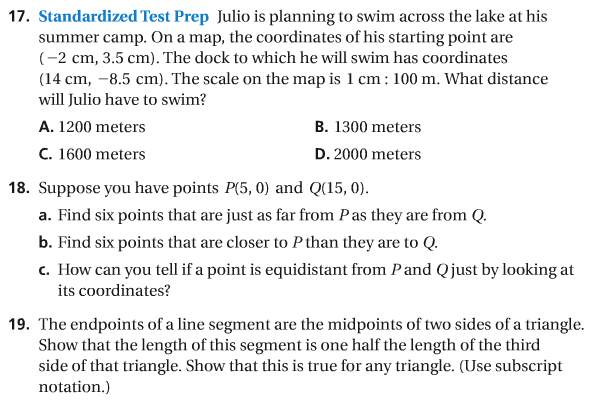 17. Standardized Test Prep Julio is planning to swim across the lake at his
summer camp. On a map, the coordinates of his starting point are
(−2 cm, 3.5 cm). The dock to which he will swim has coordinates
(14 cm, −8.5 cm). The scale on the map is 1 cm : 100 m. What distance
will Julio have to swim?
A. 1200 meters B. 1300 meters
C. 1600 meters D. 2000 meters
18. Suppose you have points P(5, 0) and Q(15, 0).
a. Find six points that are just as far from P as they are from Q.
b. Find six points that are closer to P than they are to Q.
c. How can you tell if a point is equidistant from P and Q just by looking at
its coordinates?
19. The endpoints of a line segment are the midpoints of two sides of a triangle.
Show that the length of this segment is one half the length of the third
side of that triangle. Show that this is true for any triangle. (Use subscript
notation.)